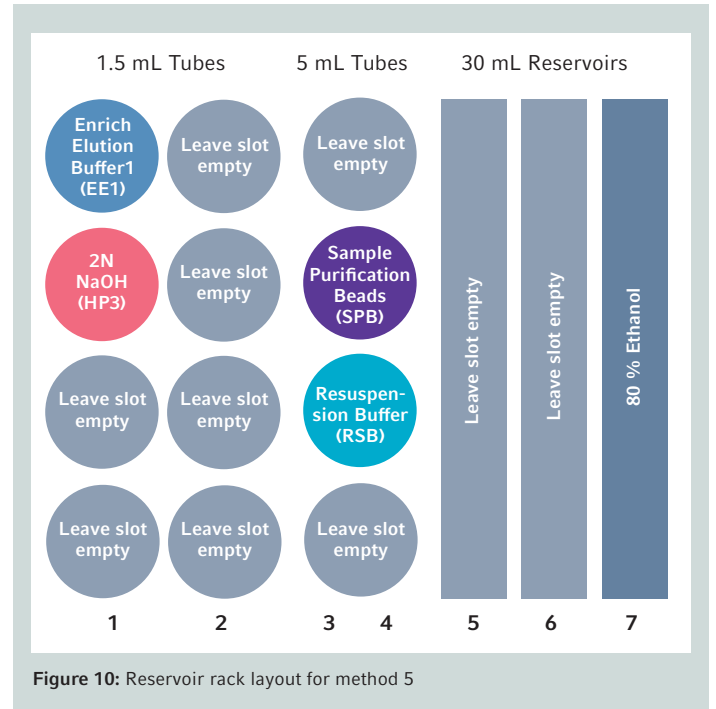 1.5 mL Tubes
5 mL Tubes
30 mL Reservoirs
Enrich
Elution
Buffer1
(EE1)
Leave slot
empty
Leave slot
empty
2N
NaOH
(HP3)
Leave slot
empty
Sample
Purification
Beads
(SPB)
Leave slot
empty
Leave slot
empty
Resuspen-
sion Buffer
(RSB)
Leave slot
empty
Leave slot
empty
Leave slot
empty
Leave slot empty
Leave slot empty
80 % Ethanol
1 2 3 4 5 6 7
Figure 10: Reservoir rack layout for method 5